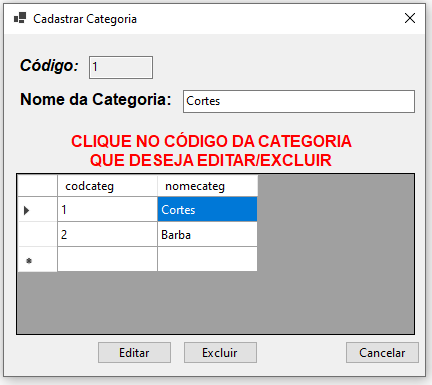 Cadastrar Categoria
Código: 1
Nome da Categoria: Cortes
CLIQUE NO CÓDIGO DA CATEGORIA
QUE DESEJA EDITAR/EXCLUIR
codcateg nomecateg
1 Cortes
2 Barba
Editar Excluir Cancelar